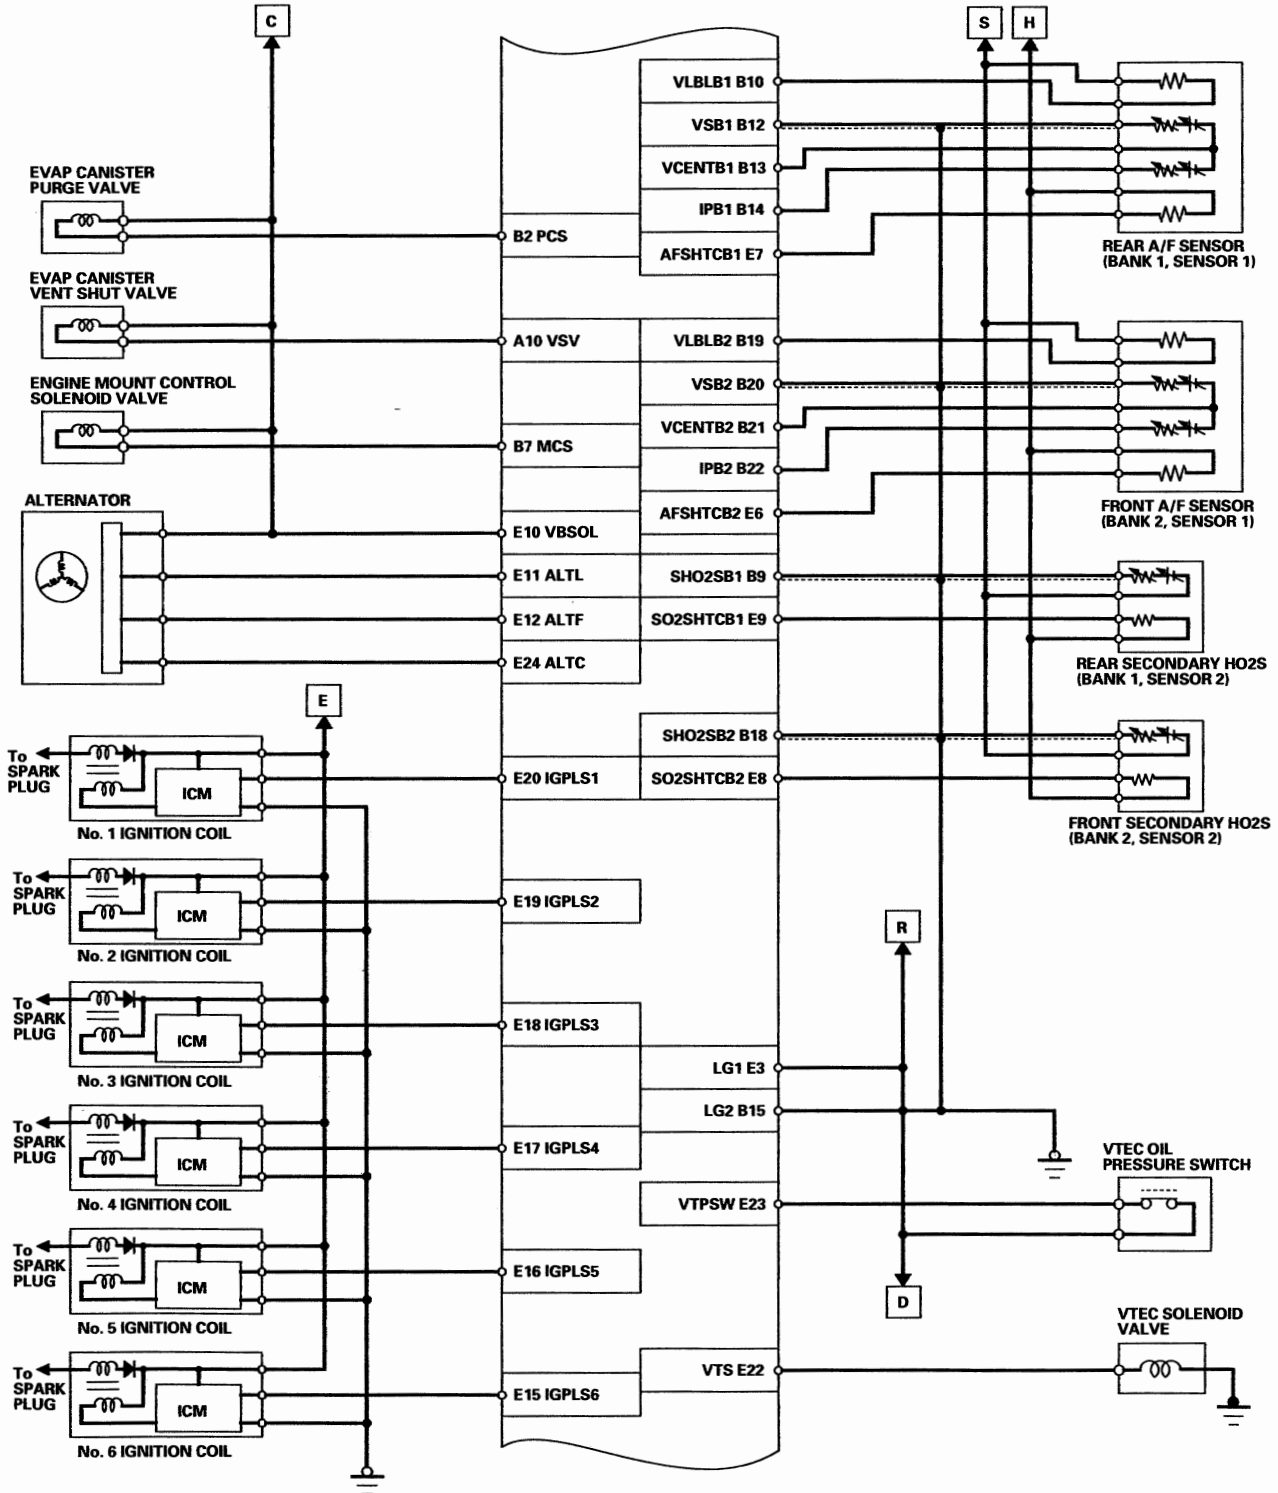 C
S
H
VLBLB1 B10
VSB1 B12
VCENTB1 B13
IPB1 B14
AFSHTCB1 E7
REAR A/F SENSOR
(BANK 1, SENSOR 1)
EVAP CANISTER
PURGE VALVE
B2 PCS
EVAP CANISTER
VENT SHUT VALVE
A10 VSV
ENGINE MOUNT CONTROL
SOLENOID VALVE
B7 MCS
VLBLB2 B19
VSB2 B20
VCENTB2 B21
IPB2 B22
AFSHTCB2 E6
FRONT A/F SENSOR
(BANK 2, SENSOR 1)
ALTERNATOR
E10 VBSOL
E11 ALTL
E12 ALTF
E24 ALTC
SHO2SB1 B9
SO2SHTCB1 E9
REAR SECONDARY HO2S
(BANK 1, SENSOR 2)
E
SHO2SB2 B18
SO2SHTCB2 E8
FRONT SECONDARY HO2S
(BANK 2, SENSOR 2)
To
SPARK
PLUG
ICM
No. 1 IGNITION COIL
E20 IGPLS1
To
SPARK
PLUG
ICM
No. 2 IGNITION COIL
E19 IGPLS2
R
To
SPARK
PLUG
ICM
No. 3 IGNITION COIL
E18 IGPLS3
LG1 E3
LG2 B15
To
SPARK
PLUG
ICM
No. 4 IGNITION COIL
E17 IGPLS4
VTEC OIL
PRESSURE SWITCH
VTPSW E23
To
SPARK
PLUG
ICM
No. 5 IGNITION COIL
E16 IGPLS5
D
VTEC SOLENOID
VALVE
VTS E22
To
SPARK
PLUG
ICM
No. 6 IGNITION COIL
E15 IGPLS6